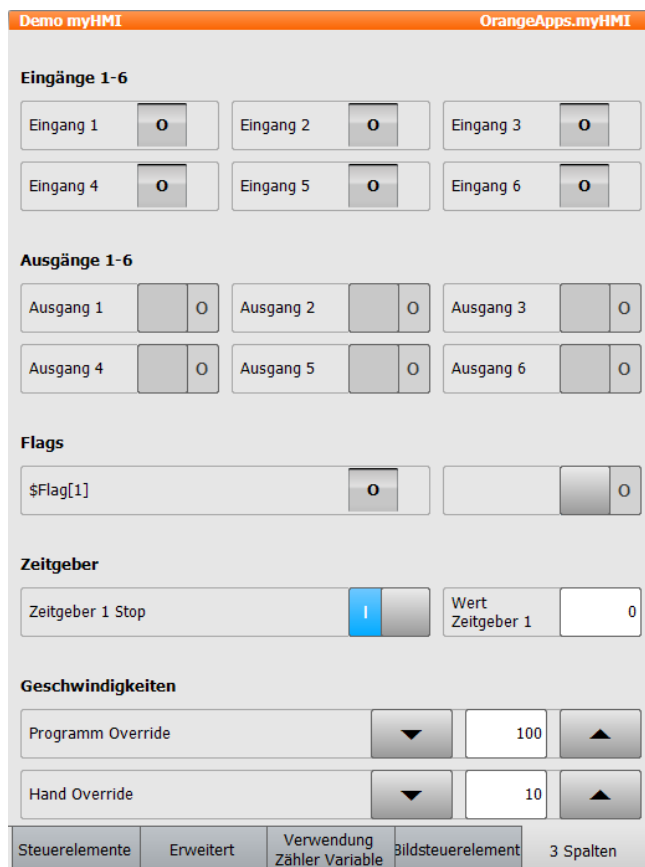 Demo myHMI OrangeApps.myHMI
Eingänge 1-6
Eingang 1 O Eingang 2 O Eingang 3 O
Eingang 4 O Eingang 5 O Eingang 6 O
Ausgänge 1-6
Ausgang 1 O Ausgang 2 O Ausgang 3 O
Ausgang 4 O Ausgang 5 O Ausgang 6 O
Flags
$Flag[1] O O
Zeitgeber
Zeitgeber 1 Stop I Wert
Zeitgeber 1 0
Geschwindigkeiten
Programm Override 100
Hand Override 10
Steuerelemente Erweitert Verwendung
Zähler Variable Bildsteuerelement 3 Spalten